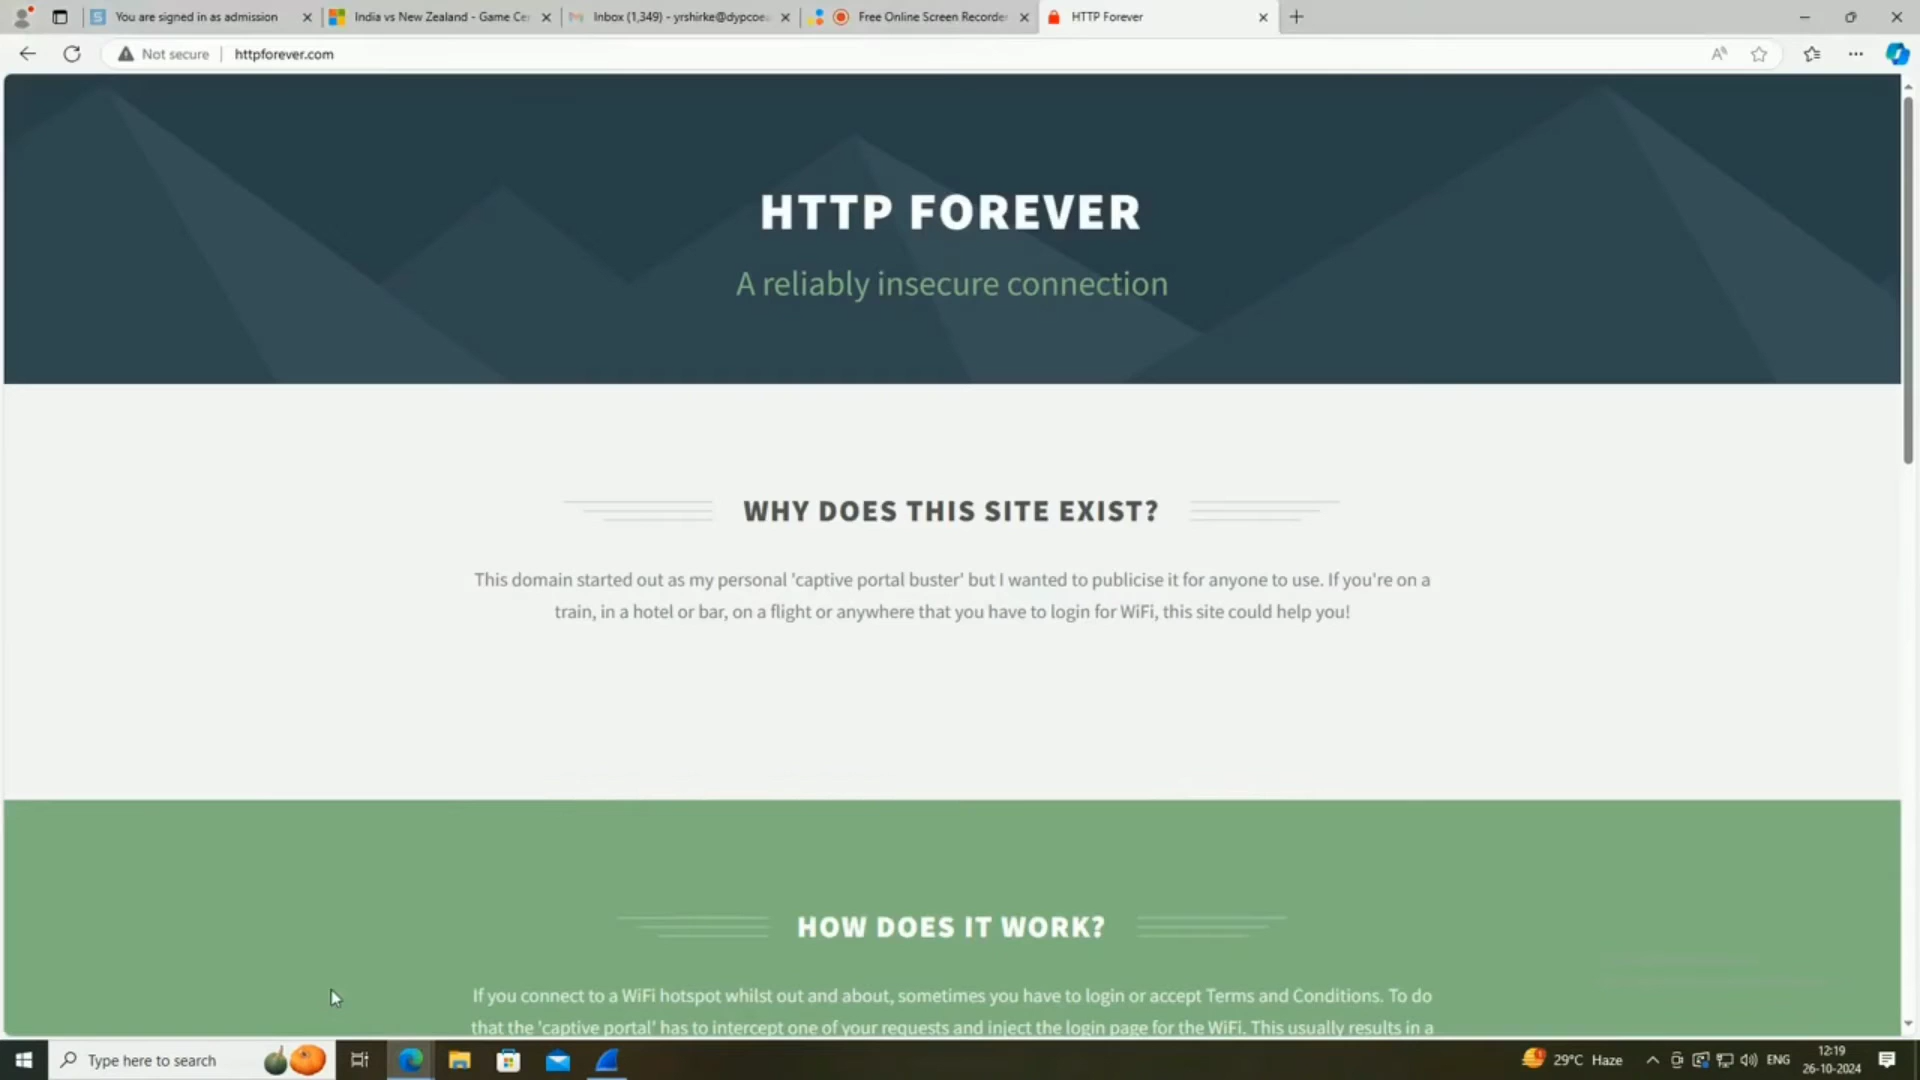 You are signed in as admission
India vs New Zealand - Game Ce
Inbox (1,349) - yrshirke@dypcoe
Free Online Screen Recorder
HTTP Forever
Not secure
httpforever.com
HTTP FOREVER
A reliably insecure connection
WHY DOES THIS SITE EXIST?
This domain started out as my personal 'captive portal buster' but I wanted to publicise it for anyone to use. If you're on a
train, in a hotel or bar, on a flight or anywhere that you have to login for WiFi, this site could help you!
HOW DOES IT WORK?
If you connect to a WiFi hotspot whilst out and about, sometimes you have to login or accept Terms and Conditions. To do
that the 'captive portal' has to intercept one of your requests and inject the login page for the WiFi. This usually results in a
Type here to search
29°C Haze
ENG
12:19
26-10-2024